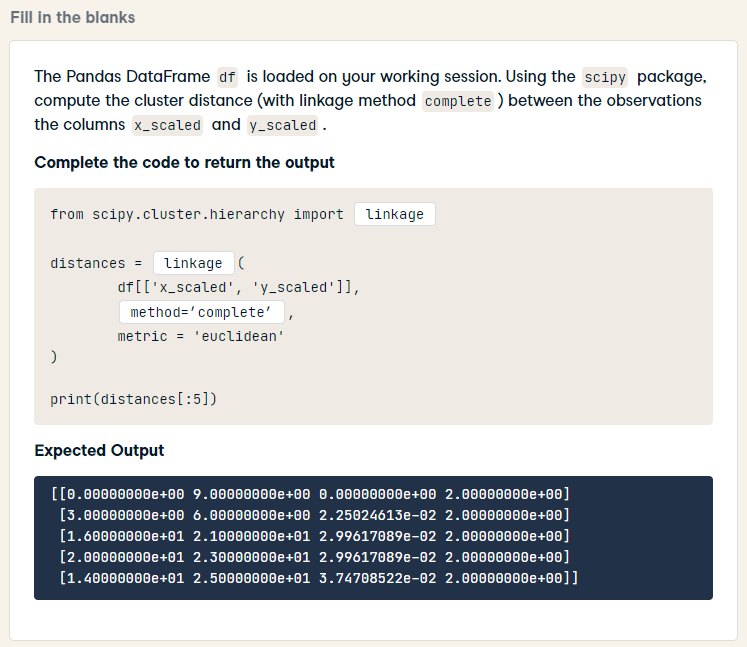 Fill in the blanks
The Pandas DataFrame df is loaded on your working session. Using the scipy package,
compute the cluster distance (with linkage method complete ) between the observations
the columns x_scaled and y_scaled .
Complete the code to return the output
from scipy.cluster.hierarchy import linkage
distances = linkage (
df[['x_scaled', 'y_scaled']],
method=’complete’ ,
metric = 'euclidean'
)
print(distances[:5])
Expected Output
[[0.00000000e+00 9.00000000e+00 0.00000000e+00 2.00000000e+00]
[3.00000000e+00 6.00000000e+00 2.25024613e-02 2.00000000e+00]
[1.60000000e+01 2.10000000e+01 2.99617089e-02 2.00000000e+00]
[2.00000000e+01 2.30000000e+01 2.99617089e-02 2.00000000e+00]
[1.40000000e+01 2.50000000e+01 3.74708522e-02 2.00000000e+00]]